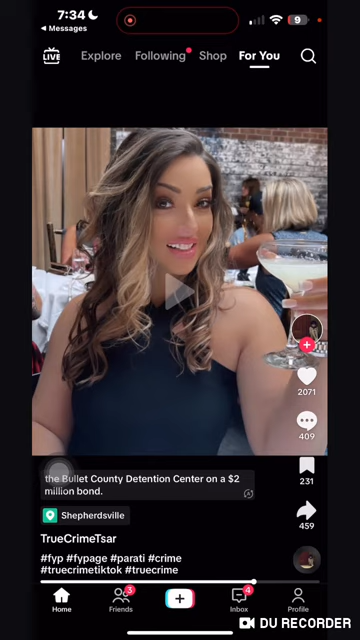 7:34
9
Messages
LIVE
Explore
Following
Shop
For You
2071
409
231
459
the Bullet County Detention Center on a $2
million bond.
Shepherdsville
TrueCrimeTsar
#fyp #fypage #parati #crime
#truecrimetiktok #truecrime
Home
Friends
3
Inbox
4
Profile
DU RECORDER